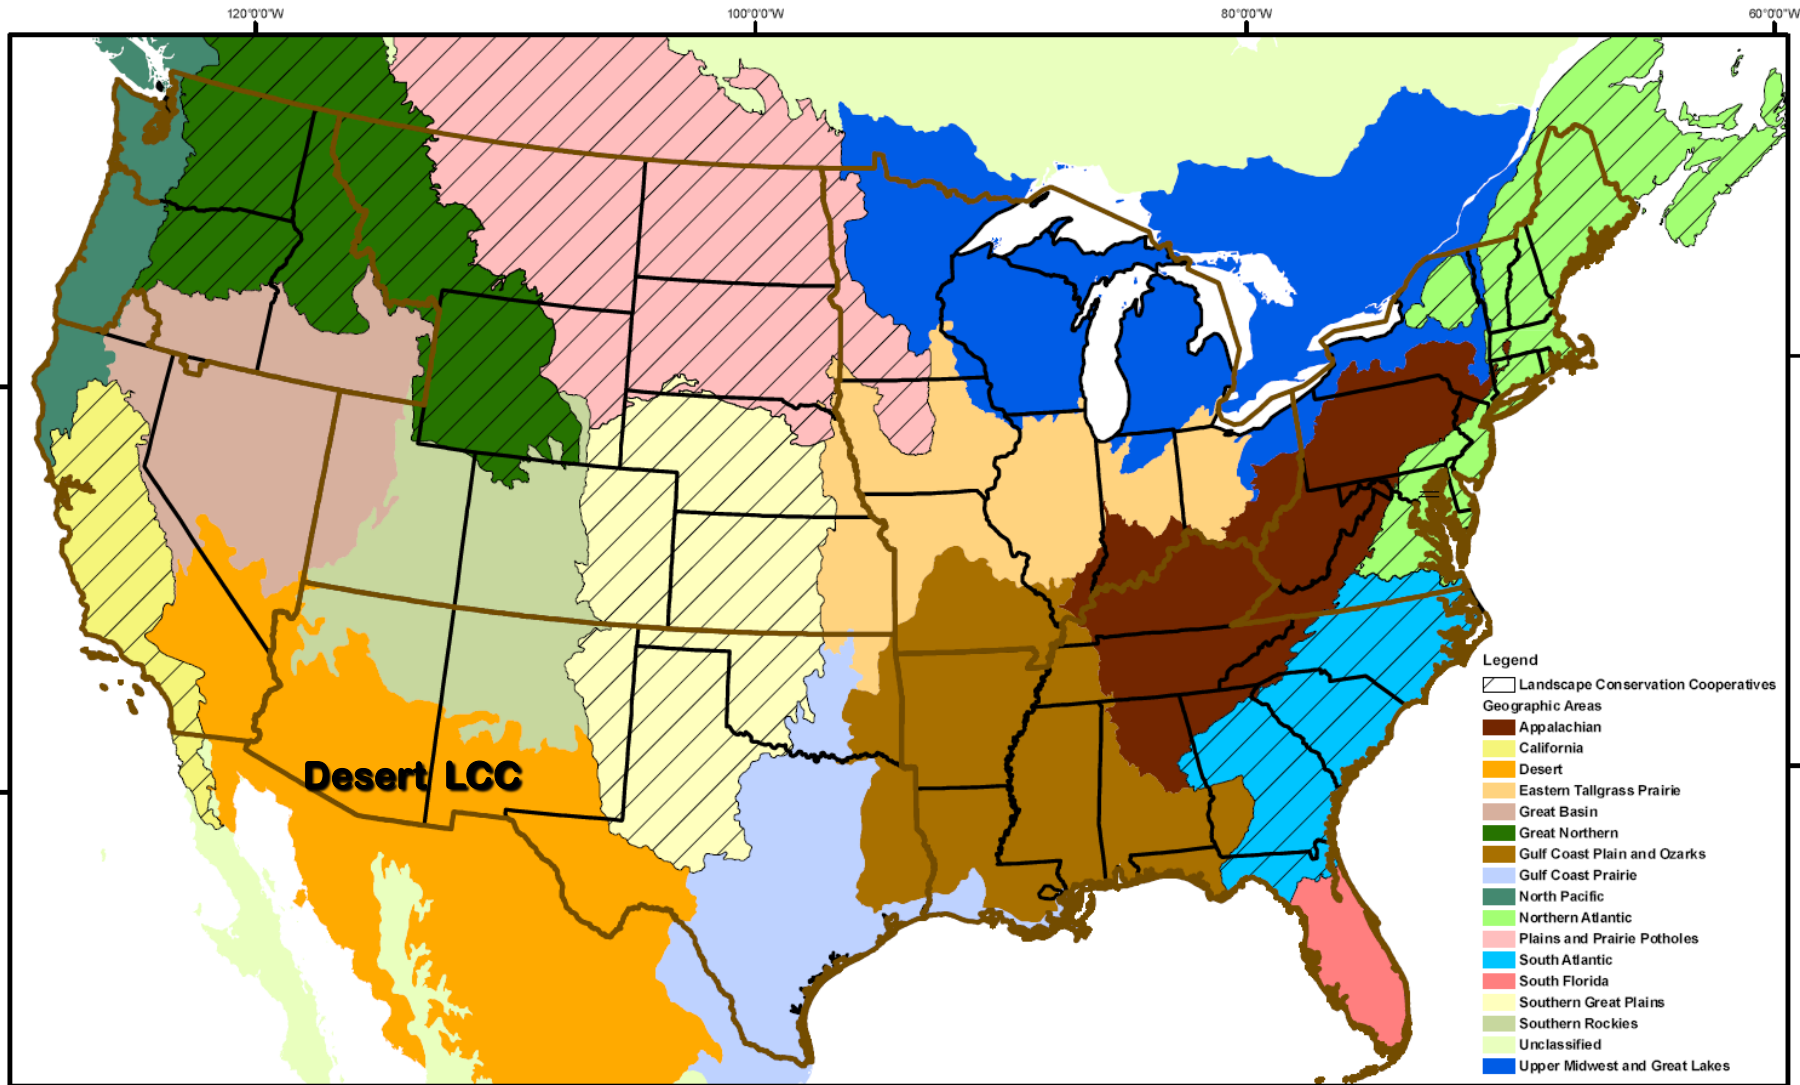 120°0'0"W
100°0'0"W
80°0'0"W
60°0'0"W
Desert LCC
Legend
Landscape Conservation Cooperatives
Geographic Areas
Appalachian
California
Desert
Eastern Tallgrass Prairie
Great Basin
Great Northern
Gulf Coast Plain and Ozarks
Gulf Coast Prairie
North Pacific
Northern Atlantic
Plains and Prairie Potholes
South Atlantic
South Florida
Southern Great Plains
Southern Rockies
Unclassified
Upper Midwest and Great Lakes